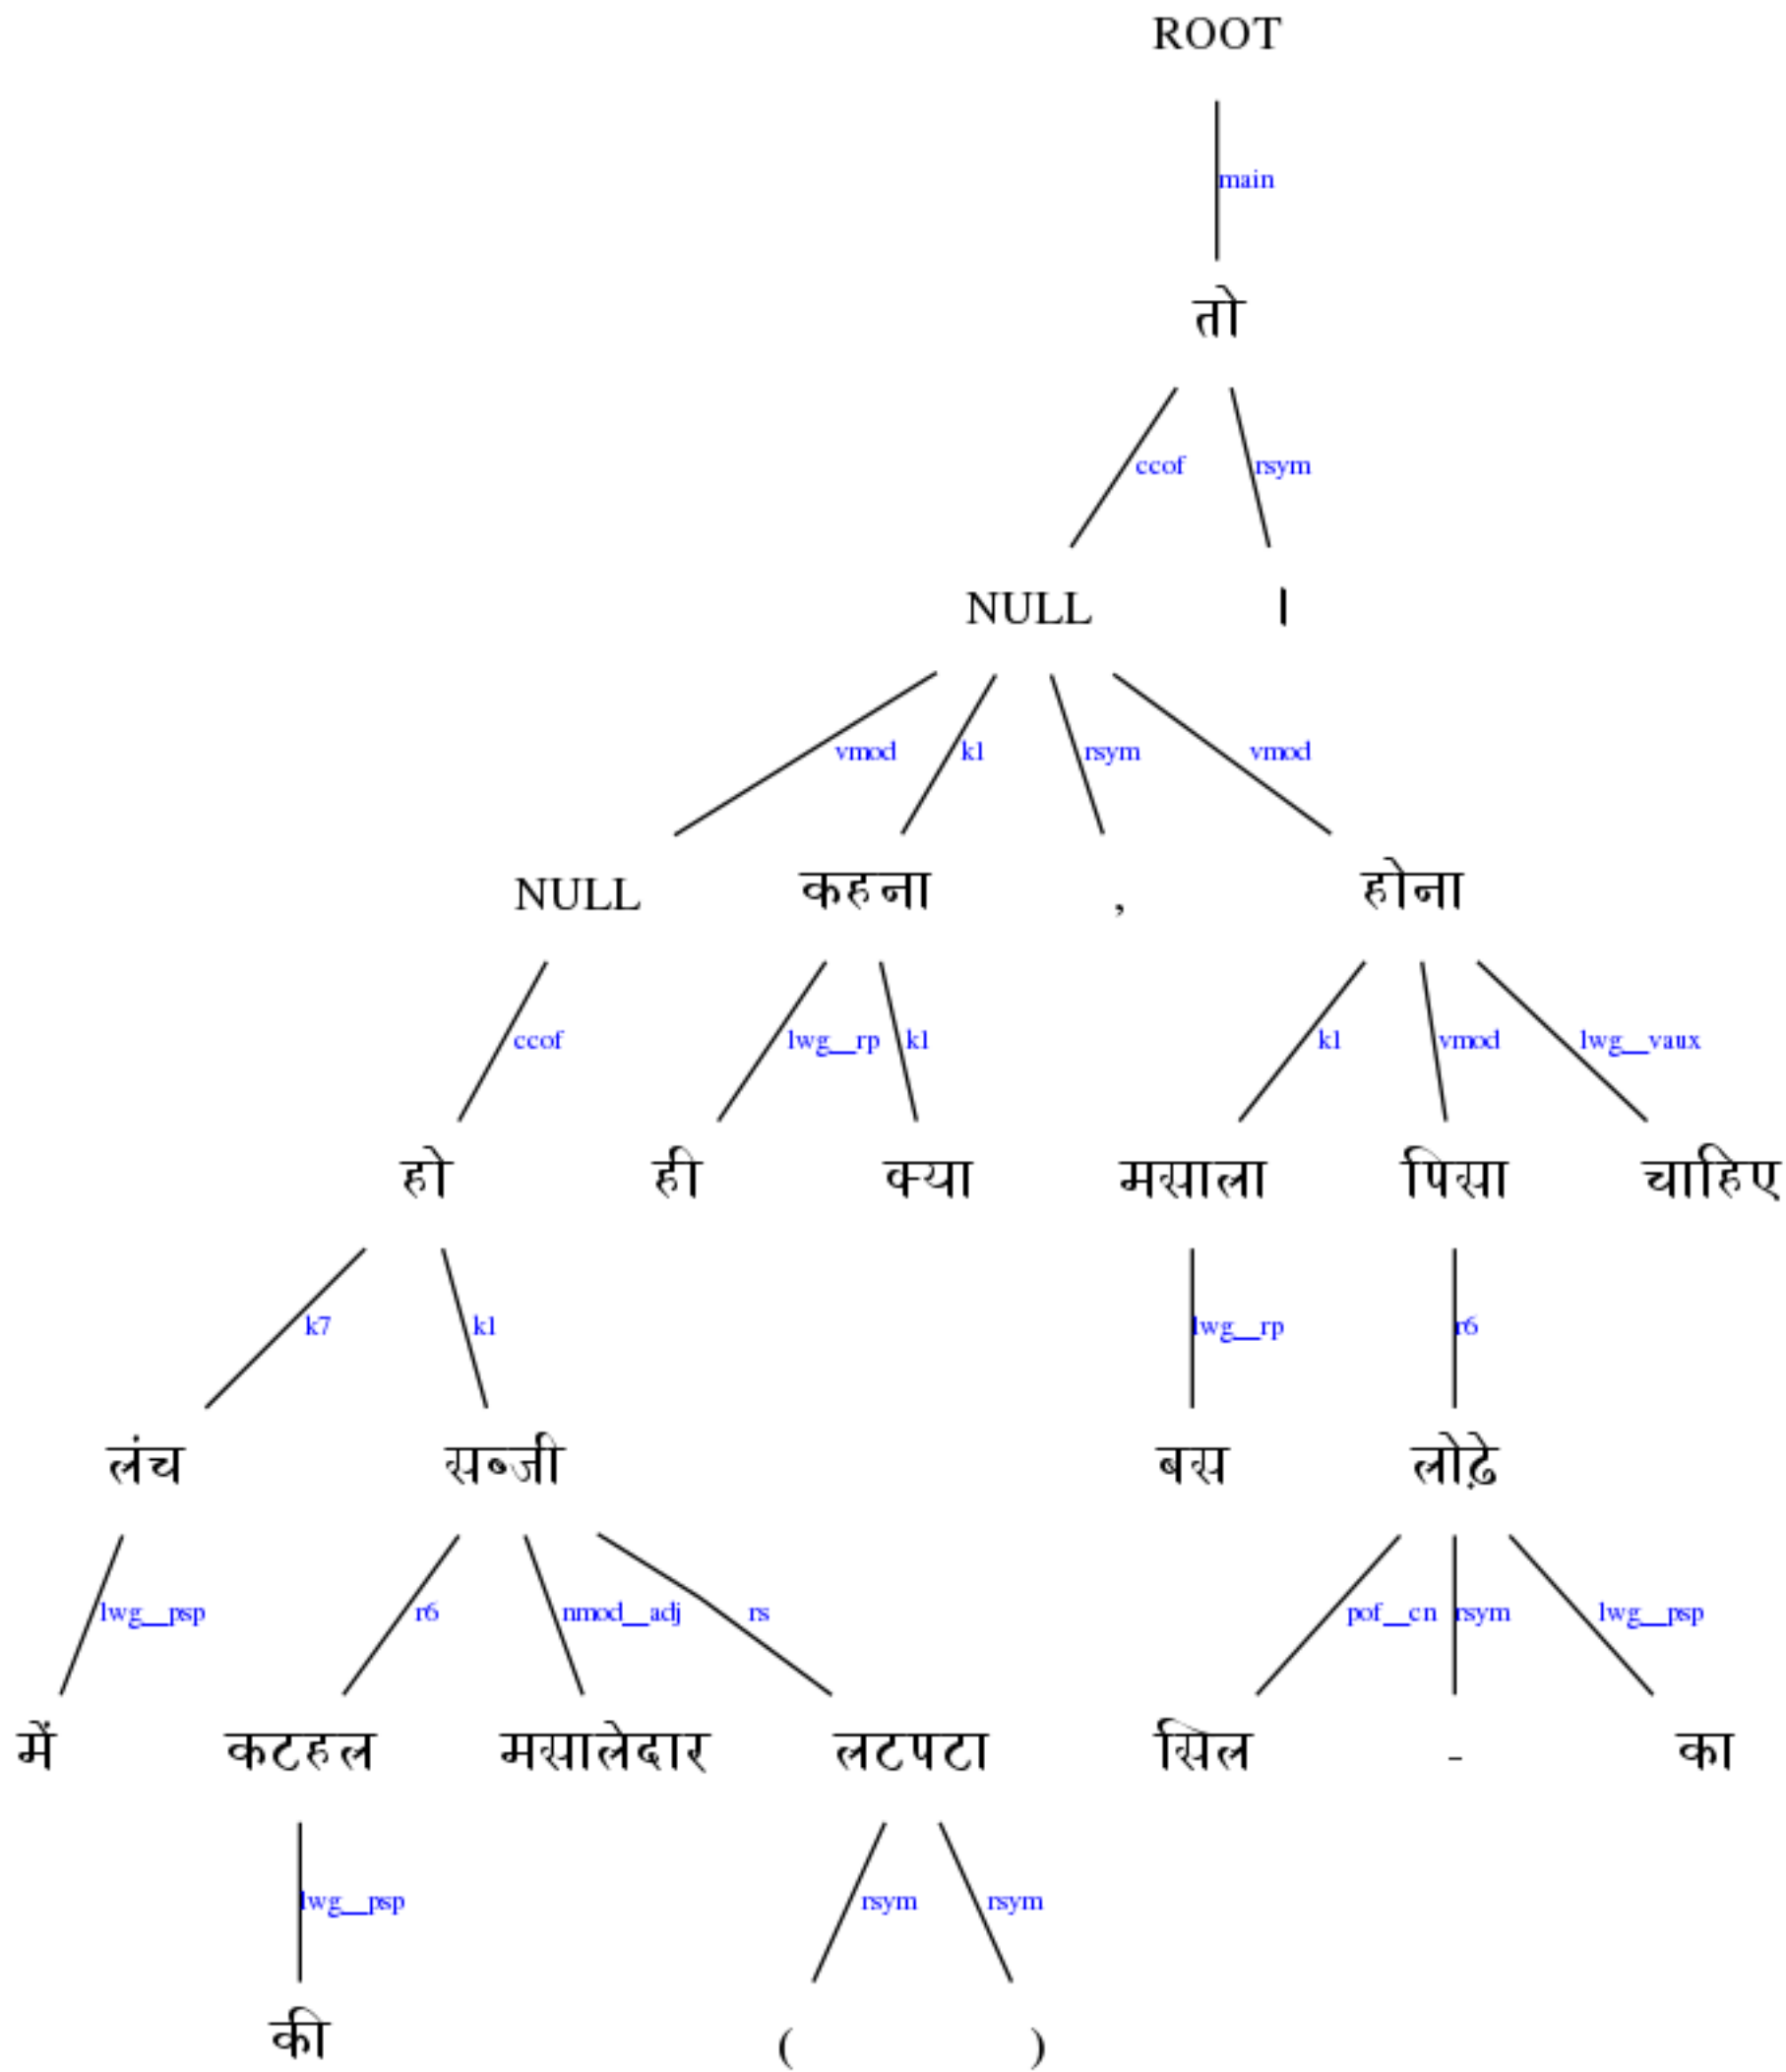 ROOT
main
तो
ccof rsym
NULL ।
vmod k1 rsym vmod
NULL कहना , होना
ccof lwg__rp k1 k1 vmod lwg__vaux
हो ही क्या मसाला पिसा चाहिए
k7 k1 lwg__rp r6
लंच सब्जी बस लोढ़े
lwg__psp r6 nmod__adj rs pof__cn rsym lwg__psp
में कटहल मसालेदार लटपटा सिल - का
lwg__psp rsym rsym
की ( )